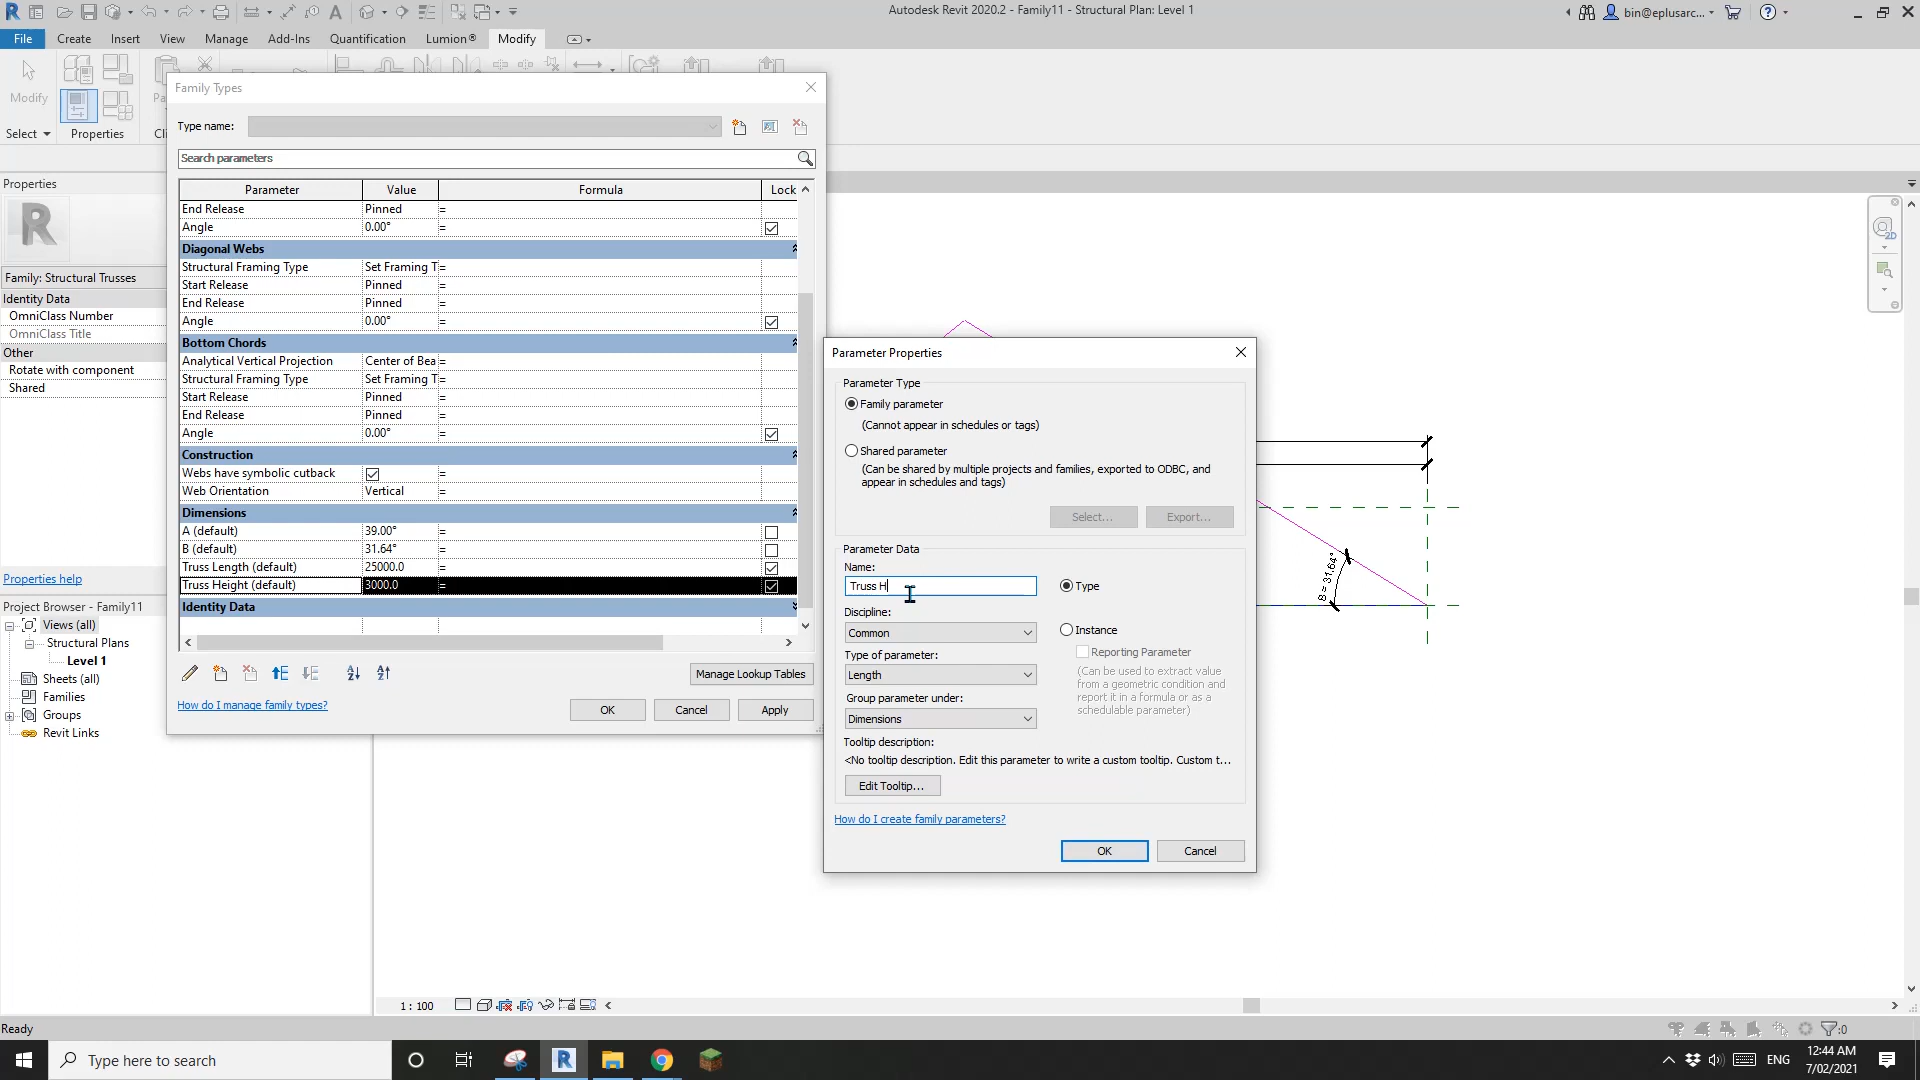 Autodesk Revit 2020.2 - Family11 - Structural Plan: Level 1
bin@eplusarc...
File Create Insert View Manage Add-Ins Quantification Lumion® Modify
Modify
Select
Properties
Family Types
Type name:
Search parameters
Parameter Value Formula Lock
End Release Pinned =
Angle 0.00° =
Diagonal Webs
Structural Framing Type Set Framing T =
Start Release Pinned =
End Release Pinned =
Angle 0.00° =
Bottom Chords
Analytical Vertical Projection Center of Bea =
Structural Framing Type Set Framing T =
Start Release Pinned =
End Release Pinned =
Angle 0.00° =
Construction
Webs have symbolic cutback =
Web Orientation Vertical =
Dimensions
A (default) 39.00° =
B (default) 31.64° =
Truss Length (default) 25000.0 =
Truss Height (default) 3000.0 =
Identity Data
Manage Lookup Tables
How do I manage family types?
OK Cancel Apply
Properties
R
Family: Structural Trusses
Identity Data
OmniClass Number
OmniClass Title
Other
Rotate with component
Shared
Properties help
Project Browser - Family11
Views (all)
Structural Plans
Level 1
Sheets (all)
Families
Groups
Revit Links
Parameter Properties
Parameter Type
Family parameter
(Cannot appear in schedules or tags)
Shared parameter
(Can be shared by multiple projects and families, exported to ODBC, and
appear in schedules and tags)
Select... Export...
Parameter Data
Name:
Truss H
Type
Discipline:
Common
Instance
Type of parameter:
Reporting Parameter
Length
(Can be used to extract value
from a geometric condition and
report it in a formula or as a
schedulable parameter)
Group parameter under:
Dimensions
Tooltip description:
<No tooltip description. Edit this parameter to write a custom tooltip. Custom t...
Edit Tooltip...
How do I create family parameters?
OK Cancel
B = 31.64°
2D
1 : 100
Ready
:0
Type here to search
ENG
12:44 AM
7/02/2021